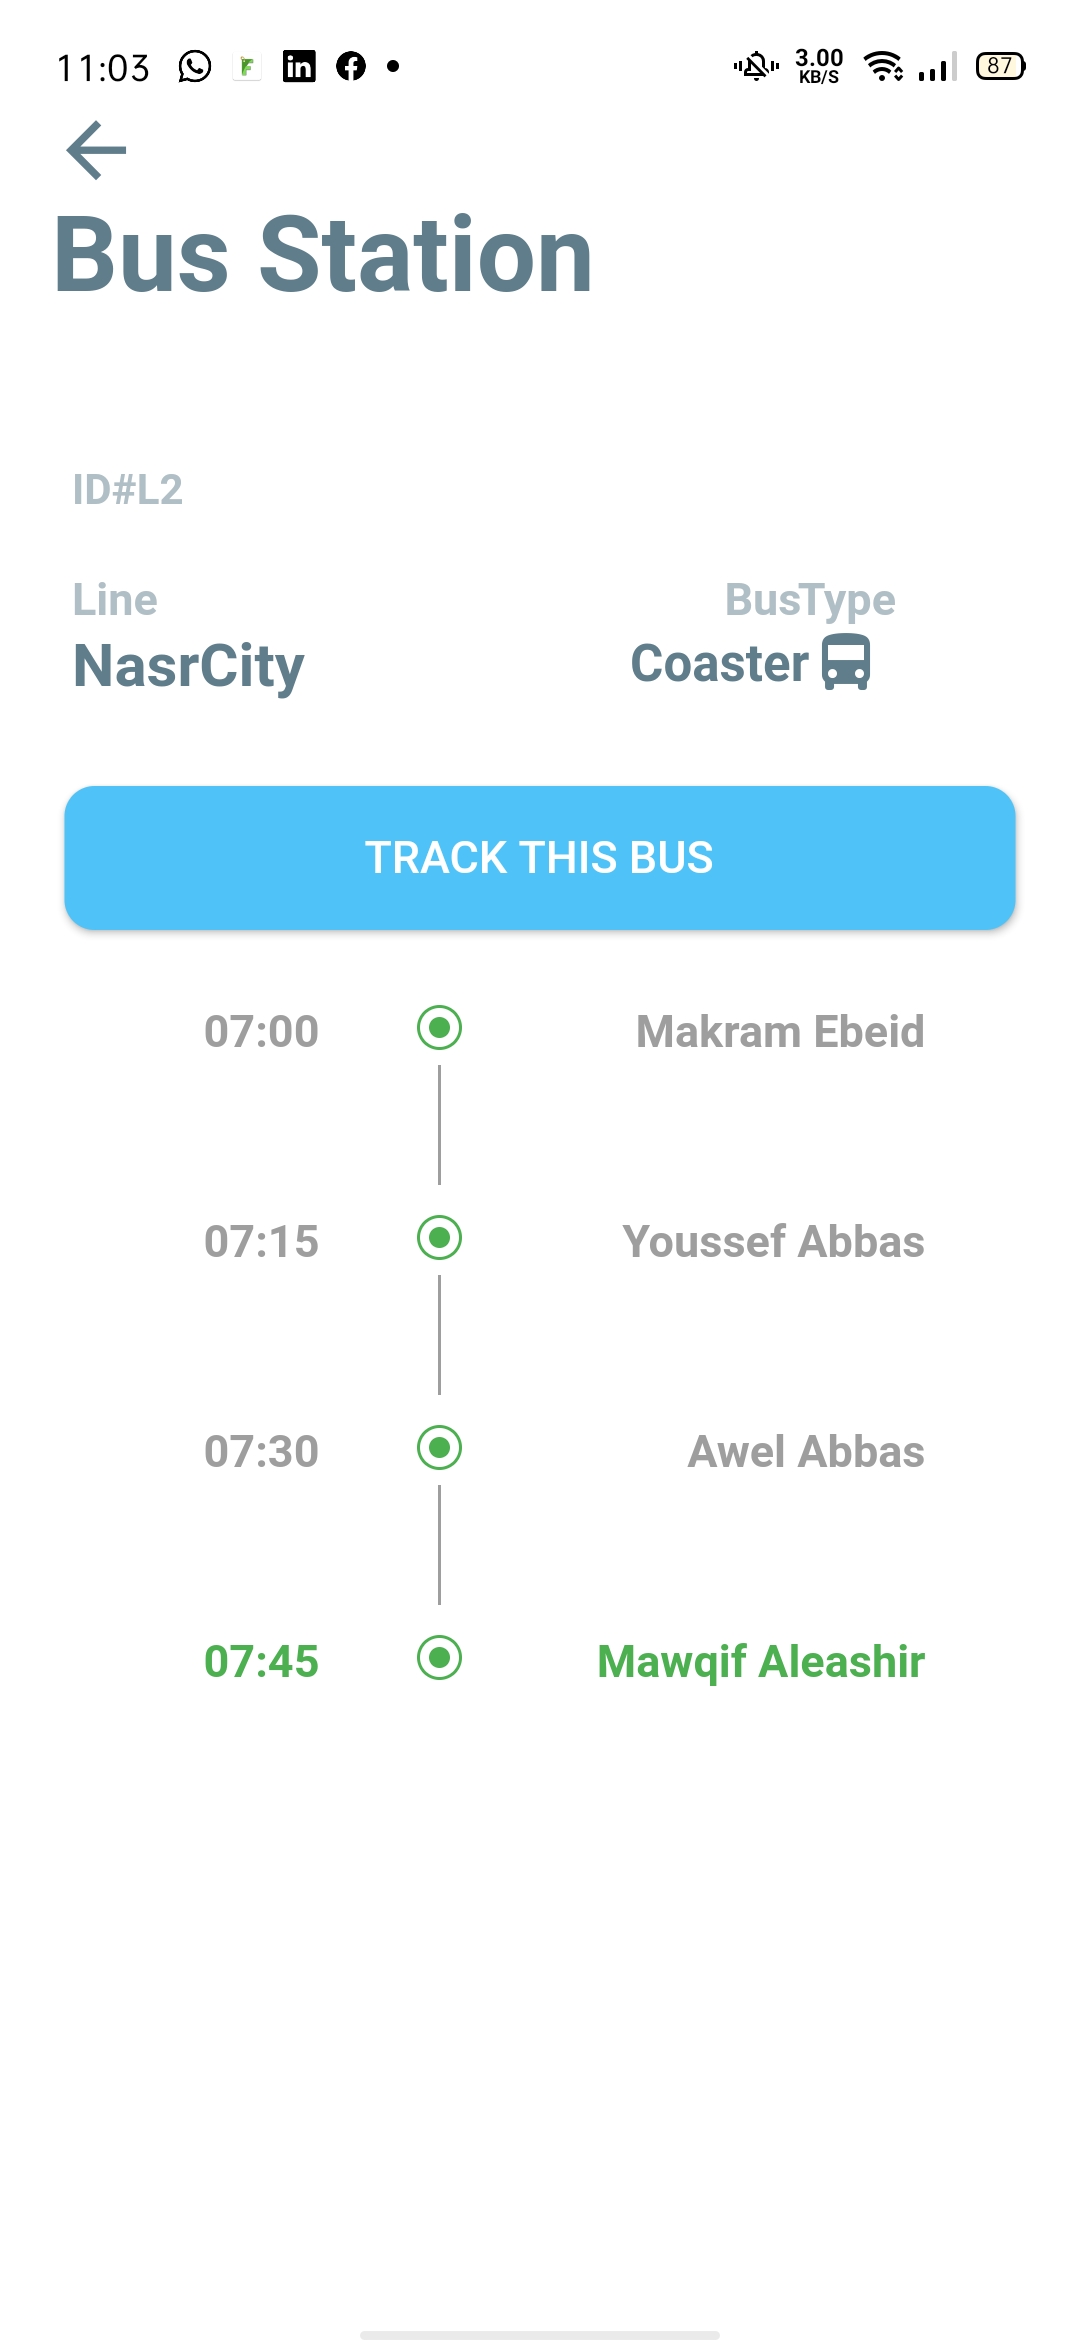 11:03 in f 3.00 KB/S 87
Bus Station
ID#L2
Line BusType
NasrCity Coaster
TRACK THIS BUS
07:00 Makram Ebeid
07:15 Youssef Abbas
07:30 Awel Abbas
07:45 Mawqif Aleashir